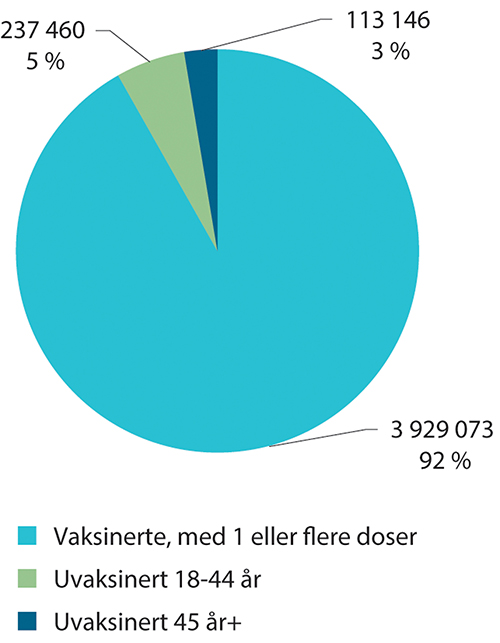 237 460
5 %
113 146
3 %
3 929 073
92 %
Vaksinerte, med 1 eller flere doser
Uvaksinert 18-44 år
Uvaksinert 45 år+